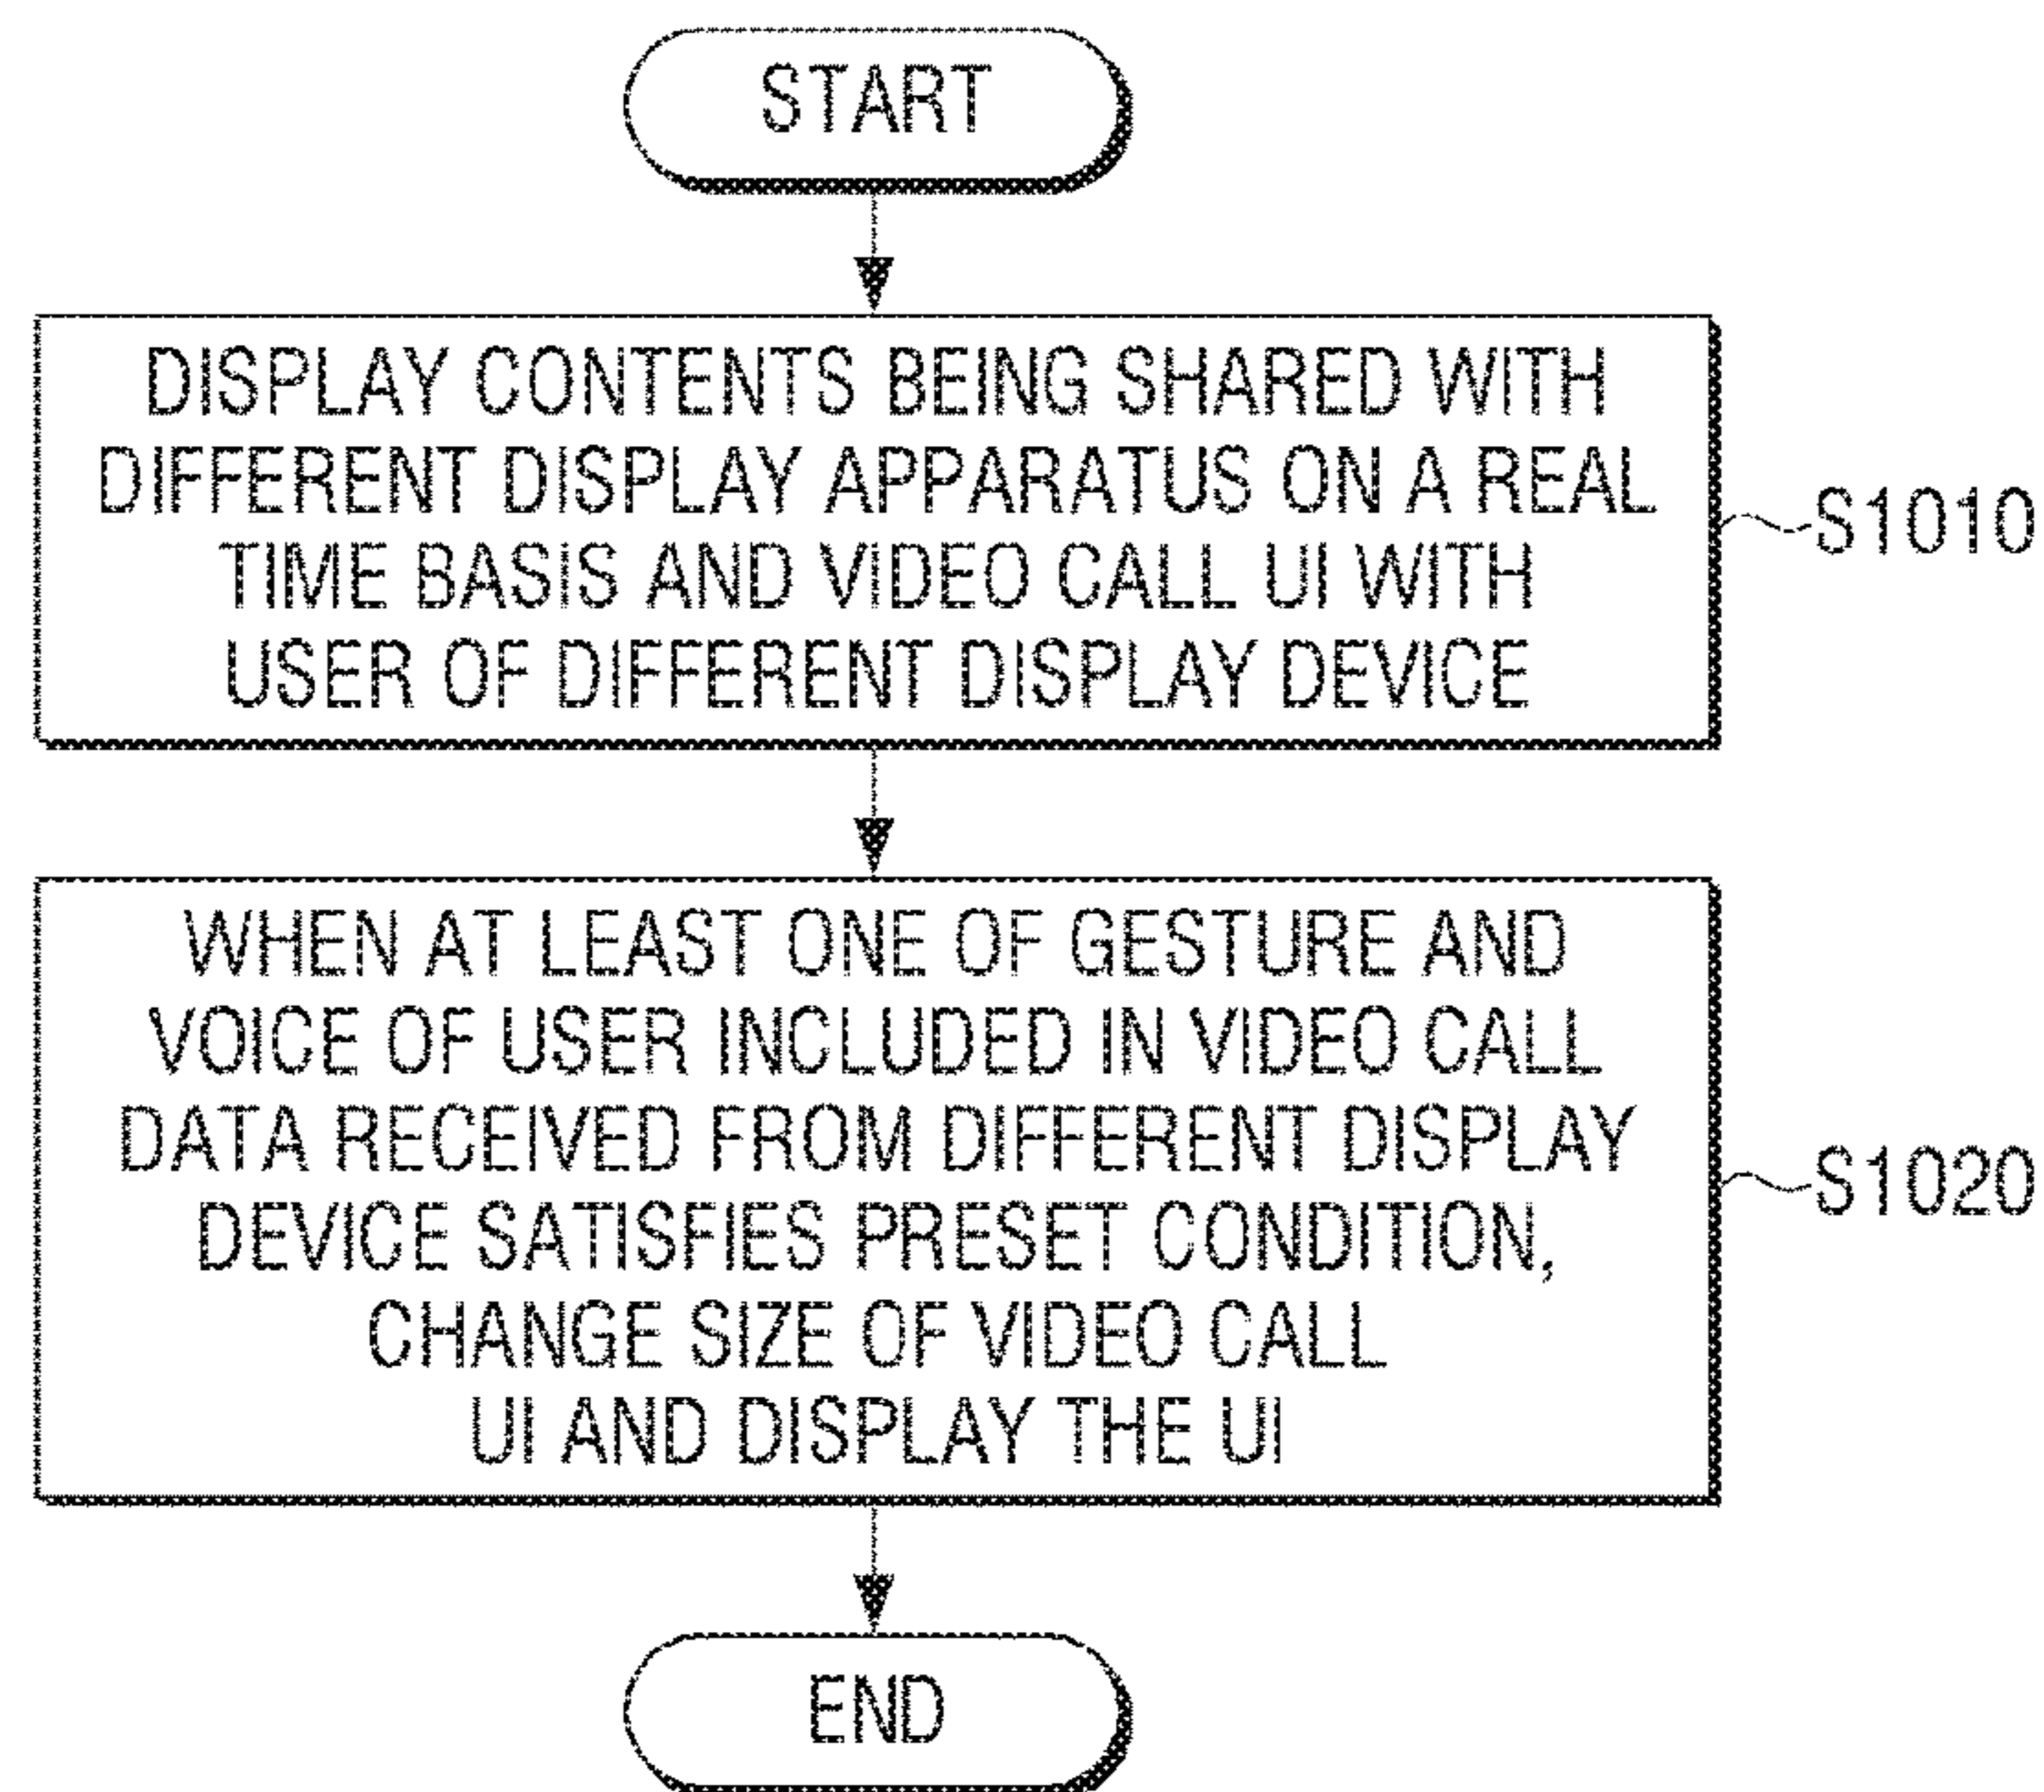 START
DISPLAY CONTENTS BEING SHARED WITH
DIFFERENT DISPLAY APPARATUS ON A REAL
TIME BASIS AND VIDEO CALL UI WITH
USER OF DIFFERENT DISPLAY DEVICE
S1010
WHEN AT LEAST ONE OF GESTURE AND
VOICE OF USER INCLUDED IN VIDEO CALL
DATA RECEIVED FROM DIFFERENT DISPLAY
DEVICE SATISFIES PRESET CONDITION,
CHANGE SIZE OF VIDEO CALL
UI AND DISPLAY THE UI
S1020
END